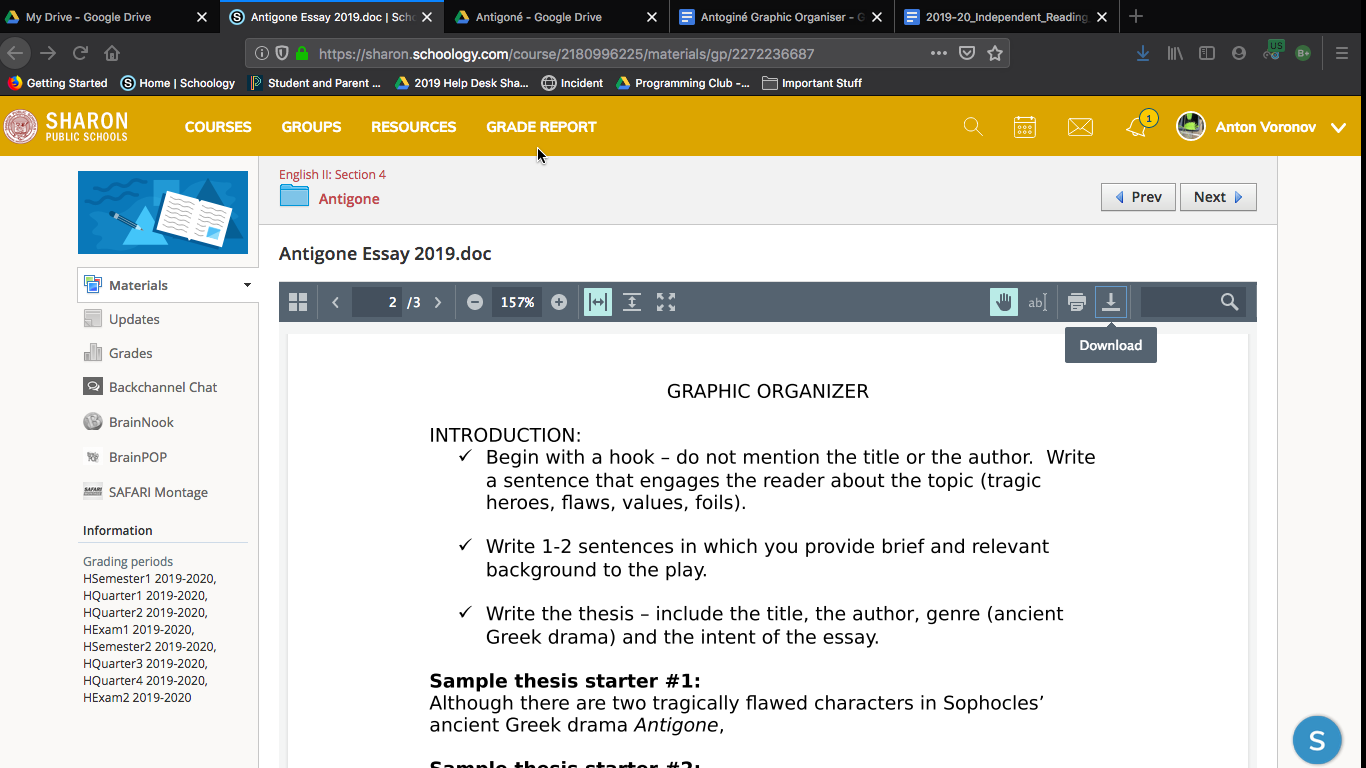 My Drive - Google Drive
Antigone Essay 2019.doc | Scho
Antigoné - Google Drive
Antoginé Graphic Organiser - G
2019-20_Independent_Reading
https://sharon.schoology.com/course/2180996225/materials/gp/2272236687
US
B+
Getting Started
Home | Schoology
Student and Parent ...
2019 Help Desk Sha...
Incident
Programming Club -...
Important Stuff
SHARON
PUBLIC SCHOOLS
COURSES
GROUPS
RESOURCES
GRADE REPORT
1
Anton Voronov
English II: Section 4
Antigone
Prev
Next
Antigone Essay 2019.doc
Materials
Updates
Grades
Backchannel Chat
BrainNook
BrainPOP
SAFARI Montage
Information
Grading periods
HSemester1 2019-2020,
HQuarter1 2019-2020,
HQuarter2 2019-2020,
HExam1 2019-2020,
HSemester2 2019-2020,
HQuarter3 2019-2020,
HQuarter4 2019-2020,
HExam2 2019-2020
2 /3
157%
ab
Download
GRAPHIC ORGANIZER
INTRODUCTION:
✓ Begin with a hook – do not mention the title or the author. Write
a sentence that engages the reader about the topic (tragic
heroes, flaws, values, foils).
✓ Write 1-2 sentences in which you provide brief and relevant
background to the play.
✓ Write the thesis – include the title, the author, genre (ancient
Greek drama) and the intent of the essay.
Sample thesis starter #1:
Although there are two tragically flawed characters in Sophocles’
ancient Greek drama Antigone,
Sample thesis starter #2:
S